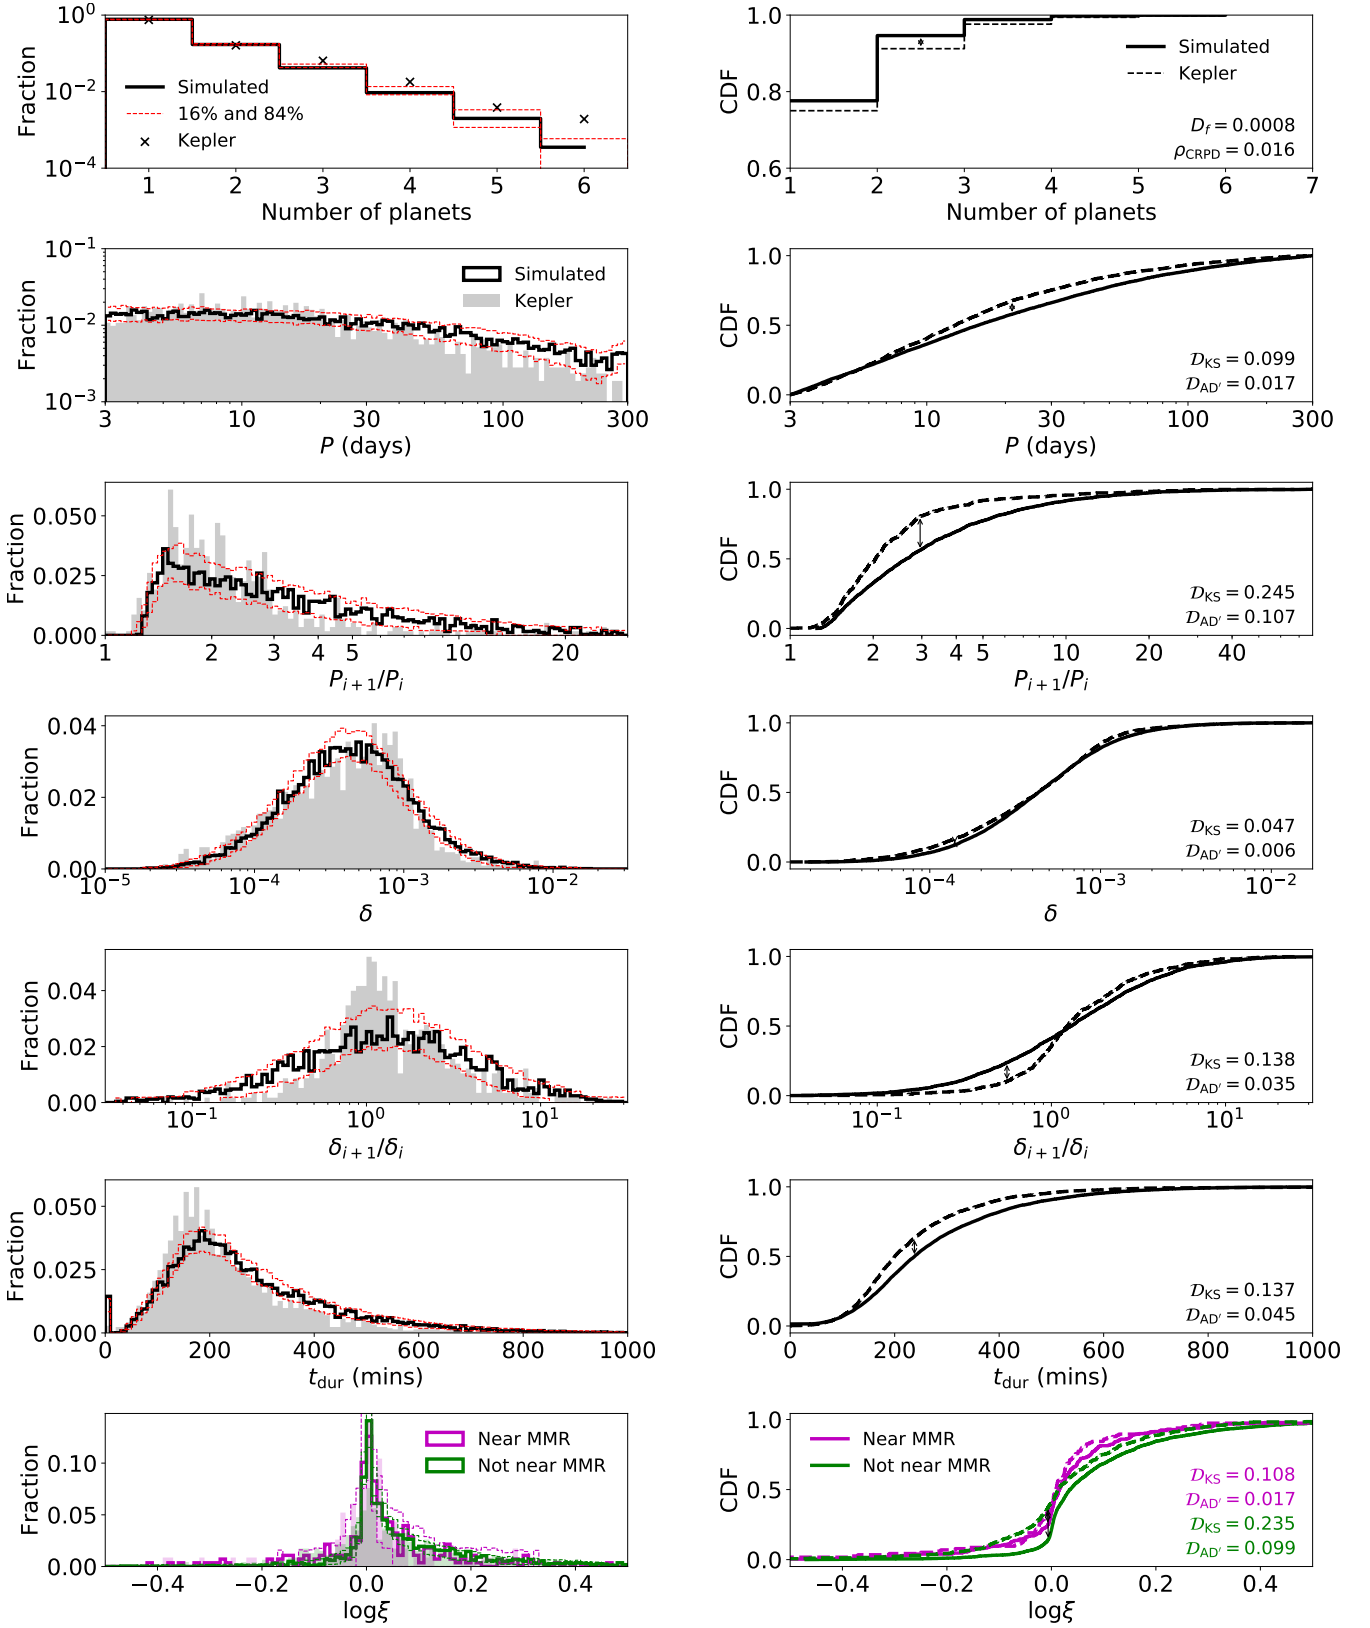 10⁰
10⁻²
10⁻⁴
Fraction
Simulated
16% and 84%
Kepler
1 2 3 4 5 6
Number of planets
1.0
0.8
0.6
CDF
Simulated
Kepler
D_f = 0.0008
ρ_CRPD = 0.016
1 2 3 4 5 6 7
Number of planets
10⁻¹
10⁻²
10⁻³
Fraction
Simulated
Kepler
3 10 30 100 300
P (days)
1.0
0.5
0.0
CDF
𝒟_KS = 0.099
𝒟_AD′ = 0.017
3 10 30 100 300
P (days)
0.050
0.025
0.000
Fraction
1 2 3 4 5 10 20
P_{i+1}/P_i
1.0
0.5
0.0
CDF
𝒟_KS = 0.245
𝒟_AD′ = 0.107
1 2 3 4 5 10 20 40
P_{i+1}/P_i
0.04
0.02
0.00
Fraction
10⁻⁵ 10⁻⁴ 10⁻³ 10⁻²
δ
1.0
0.5
0.0
CDF
𝒟_KS = 0.047
𝒟_AD′ = 0.006
10⁻⁴ 10⁻³ 10⁻²
δ
0.04
0.02
0.00
Fraction
10⁻¹ 10⁰ 10¹
δ_{i+1}/δ_i
1.0
0.5
0.0
CDF
𝒟_KS = 0.138
𝒟_AD′ = 0.035
10⁻¹ 10⁰ 10¹
δ_{i+1}/δ_i
0.050
0.025
0.000
Fraction
0 200 400 600 800 1000
t_dur (mins)
1.0
0.5
0.0
CDF
𝒟_KS = 0.137
𝒟_AD′ = 0.045
0 200 400 600 800 1000
t_dur (mins)
0.10
0.05
0.00
Fraction
Near MMR
Not near MMR
−0.4 −0.2 0.0 0.2 0.4
logξ
1.0
0.5
0.0
CDF
Near MMR
Not near MMR
𝒟_KS = 0.108
𝒟_AD′ = 0.017
𝒟_KS = 0.235
𝒟_AD′ = 0.099
−0.4 −0.2 0.0 0.2 0.4
logξ